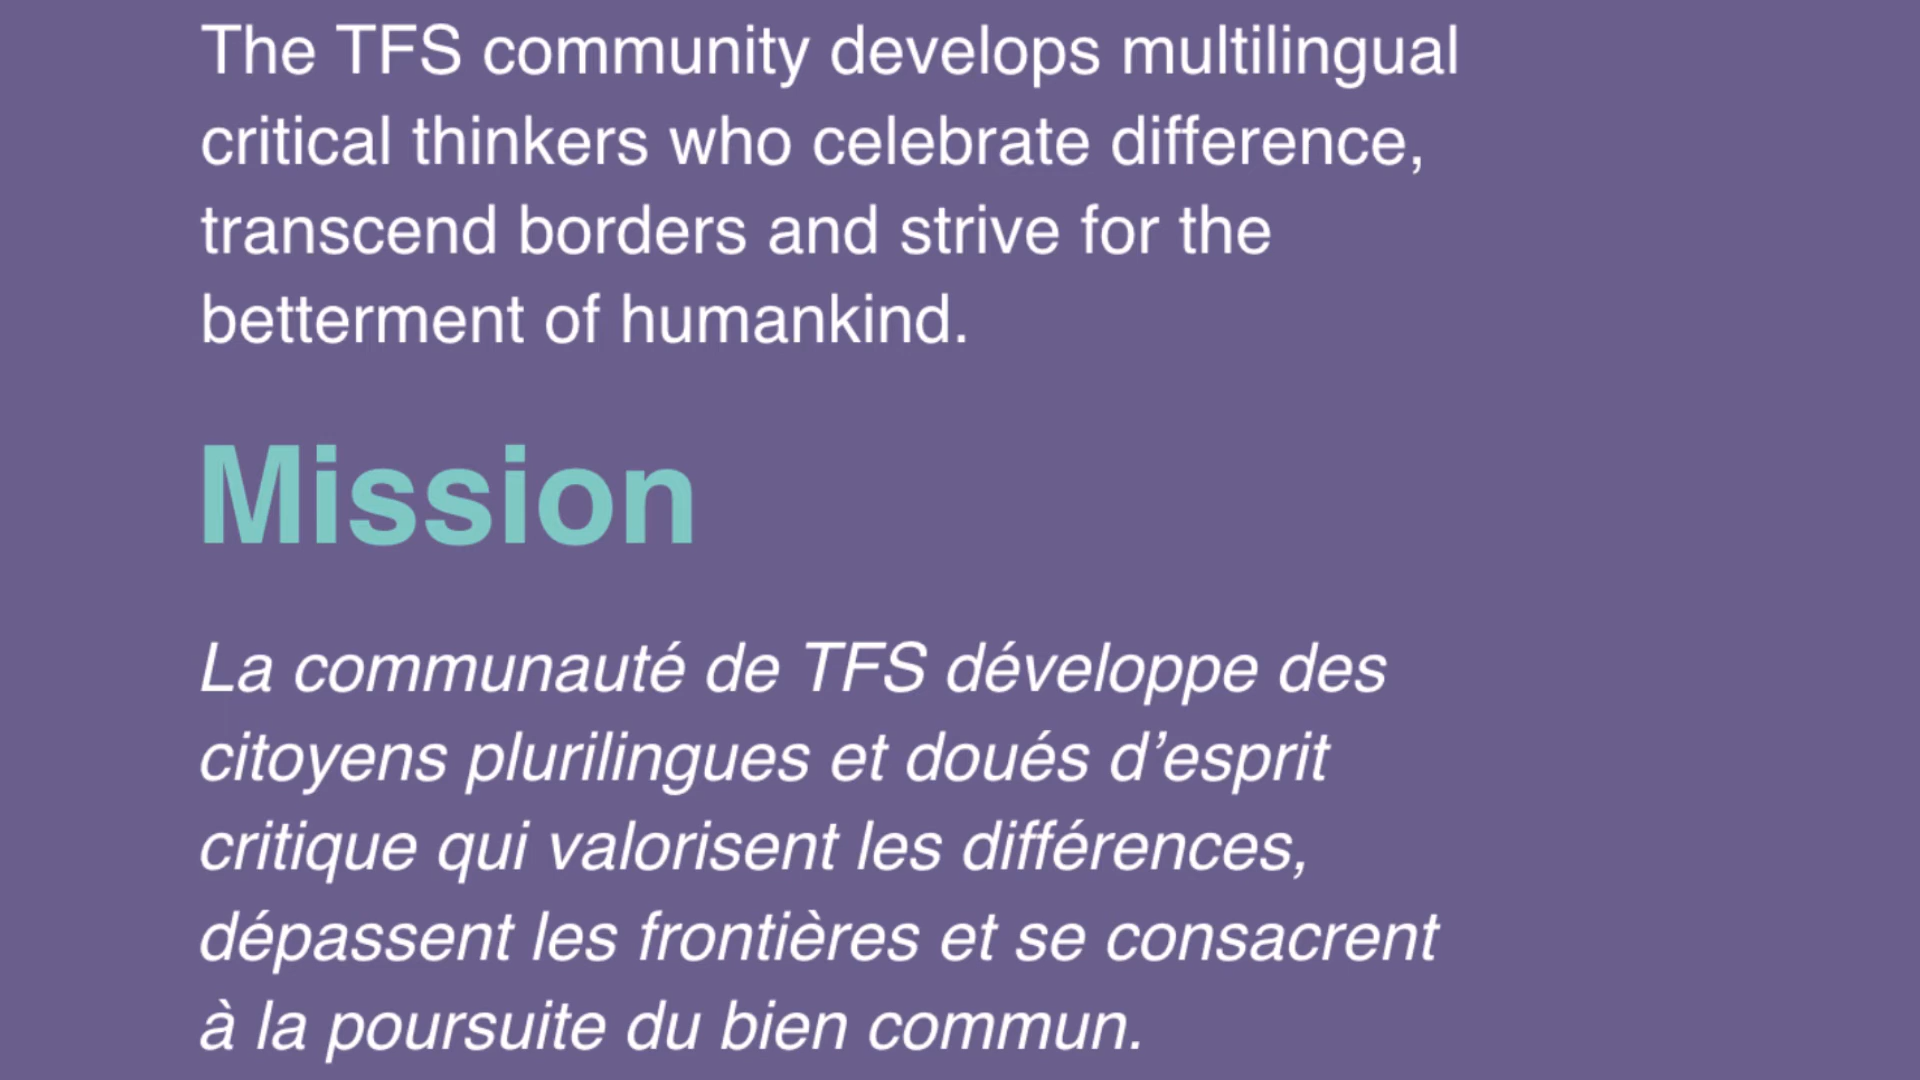 The TFS community develops multilingual
critical thinkers who celebrate difference,
transcend borders and strive for the
betterment of humankind.
Mission
La communauté de TFS développe des
citoyens plurilingues et doués d’esprit
critique qui valorisent les différences,
dépassent les frontières et se consacrent
à la poursuite du bien commun.